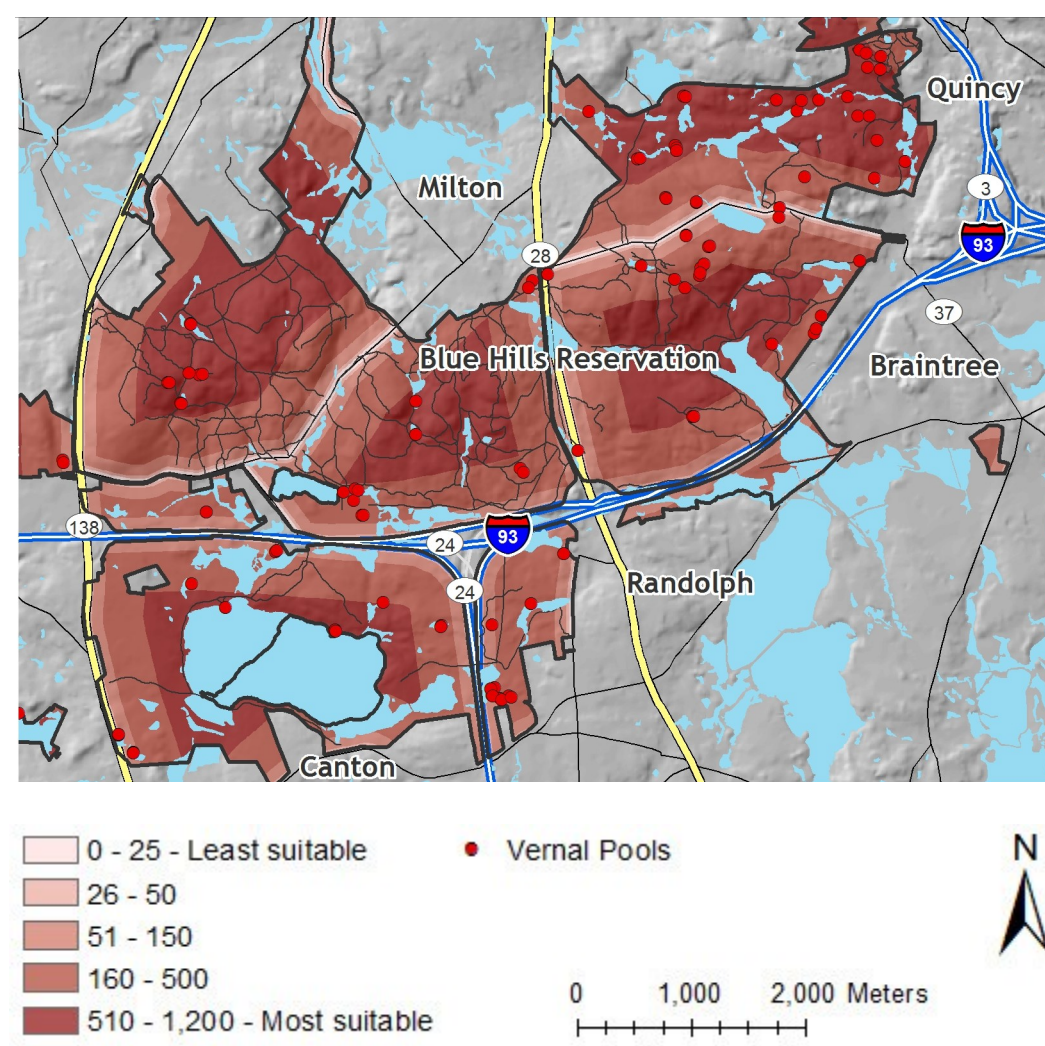 Quincy
3
Milton
93
28
37
Blue Hills Reservation
Braintree
138
24
93
24
Randolph
Canton
0 - 25 - Least suitable
Vernal Pools
N
26 - 50
51 - 150
160 - 500
0 1,000 2,000 Meters
510 - 1,200 - Most suitable